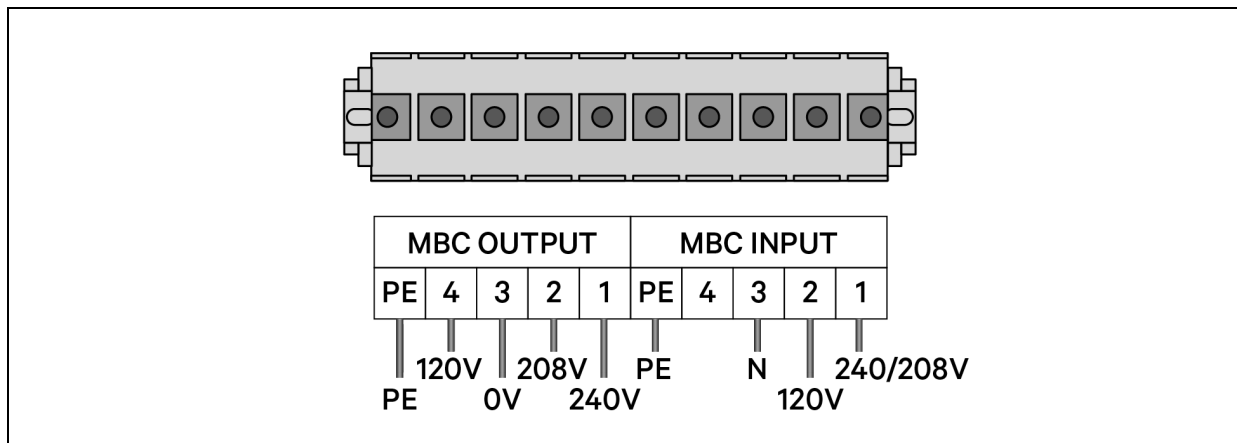 MBC OUTPUT MBC INPUT
PE 4 3 2 1 PE 4 3 2 1
120V 208V PE N 240/208V
PE 0V 240V 120V